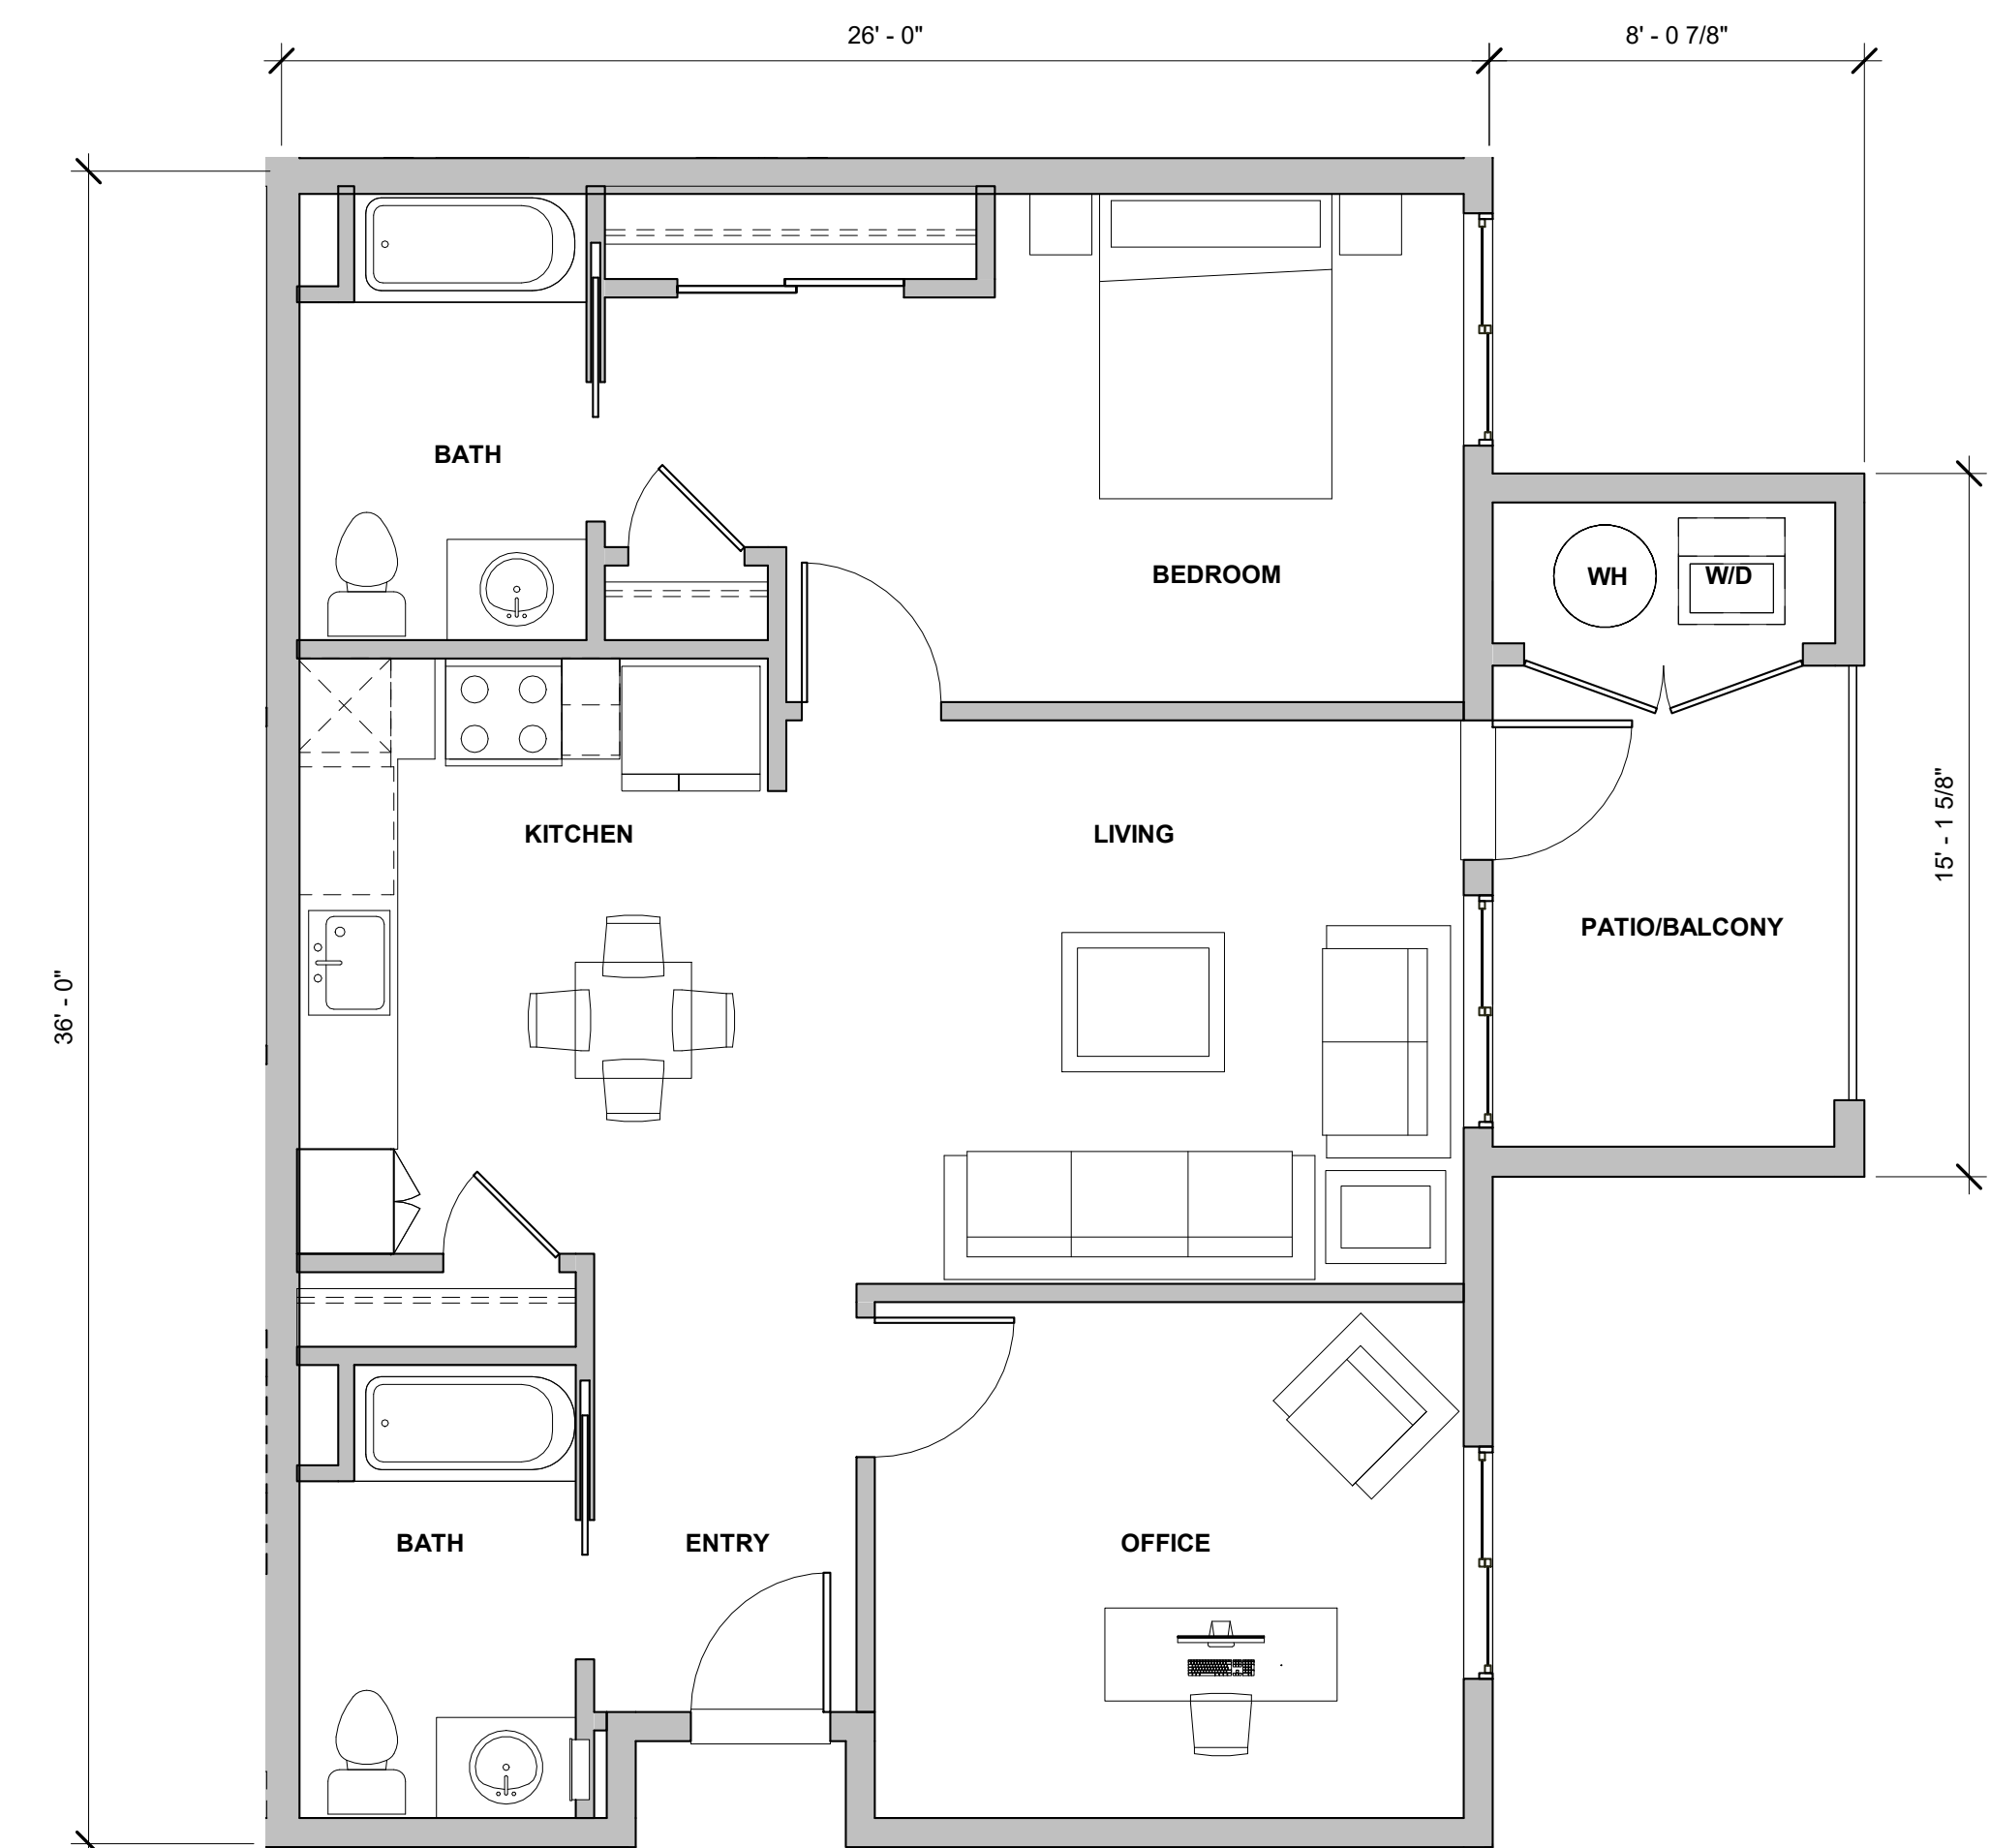 26' - 0"
8' - 0 7/8"
BATH
BEDROOM
WH
W/D
KITCHEN
LIVING
15' - 1 5/8"
PATIO/BALCONY
36' - 0"
BATH
ENTRY
OFFICE